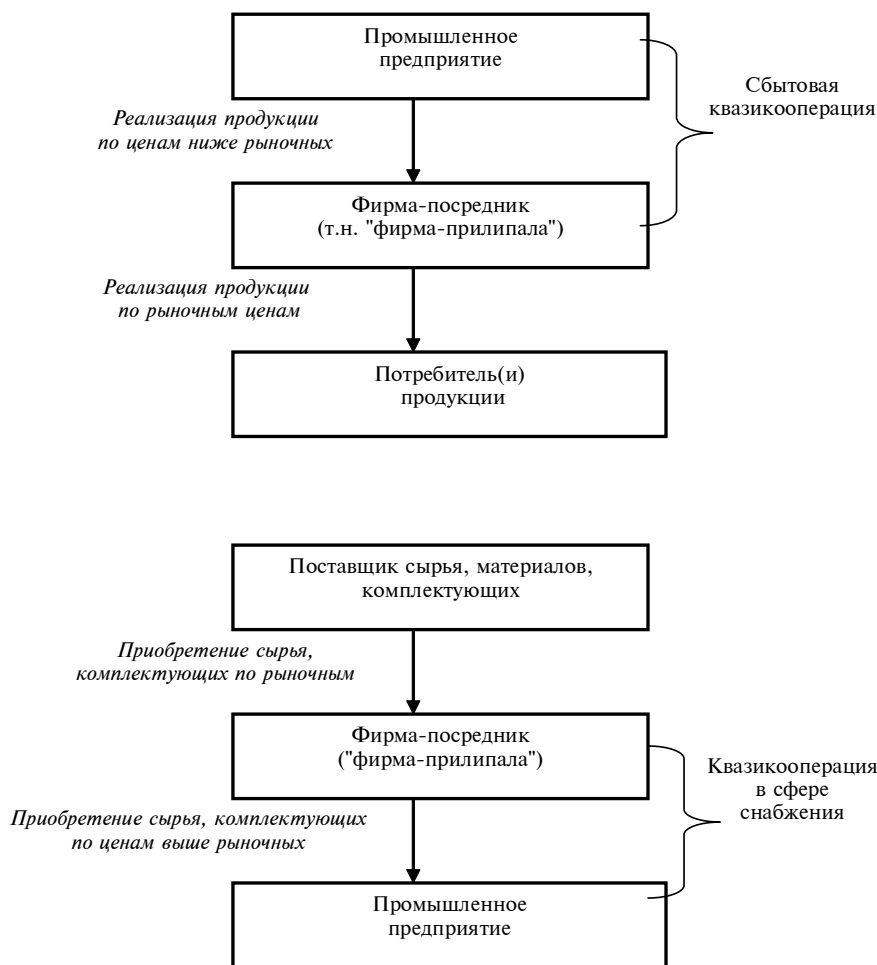 Промышленное
предприятие
Сбытовая
квазикооперация
Реализация продукции
по ценам ниже рыночных
Фирма-посредник
(т.н. "фирма-прилипала")
Реализация продукции
по рыночным ценам
Потребитель(и)
продукции
Поставщик сырья, материалов,
комплектующих
Приобретение сырья,
комплектующих по рыночным
Фирма-посредник
("фирма-прилипала")
Квазикооперация
в сфере
снабжения
Приобретение сырья, комплектующих
по ценам выше рыночных
Промышленное
предприятие